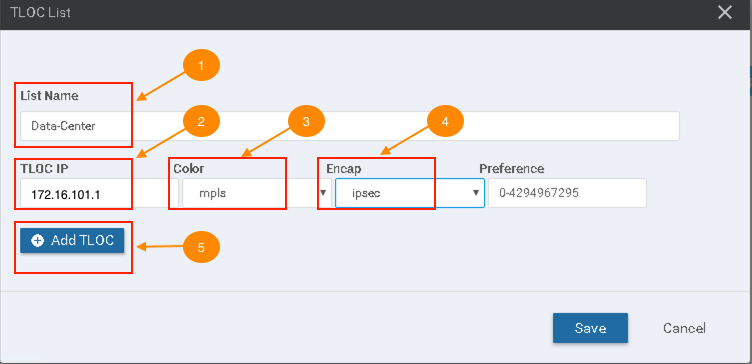 TLOC List
1
List Name
Data-Center
2
3
4
TLOC IP Color Encap Preference
172.16.101.1 mpls ipsec 0-4294967295
Add TLOC
5
Save Cancel